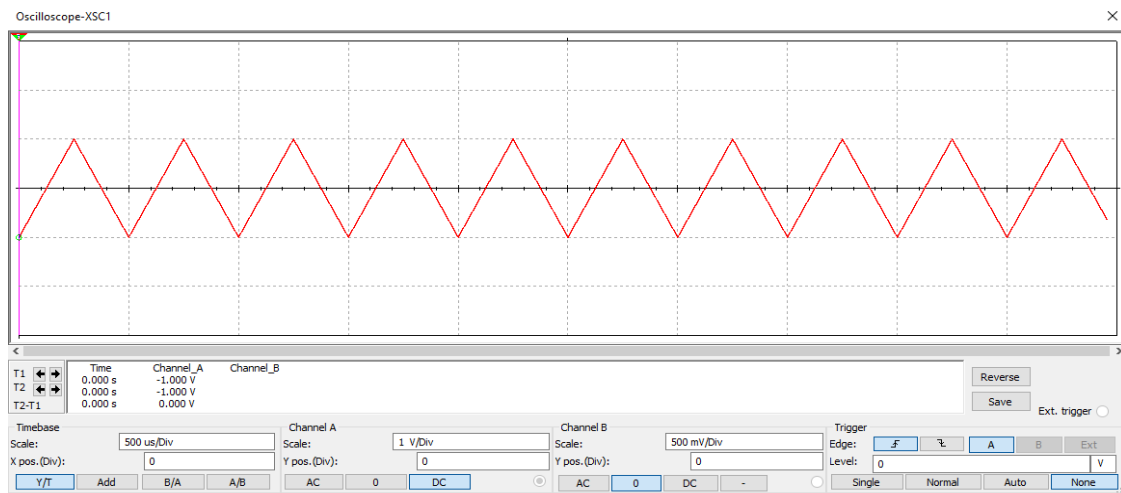 Oscilloscope-XSC1
Time Channel_A Channel_B
T1 0.000 s -1.000 V
T2 0.000 s -1.000 V
T2-T1 0.000 s 0.000 V
Reverse
Save
Ext. trigger
Timebase
Scale: 500 us/Div
X pos.(Div): 0
Y/T Add B/A A/B
Channel A
Scale: 1 V/Div
Y pos.(Div): 0
AC 0 DC
Channel B
Scale: 500 mV/Div
Y pos.(Div): 0
AC 0 DC -
Trigger
Edge: A B Ext
Level: 0 V
Single Normal Auto None